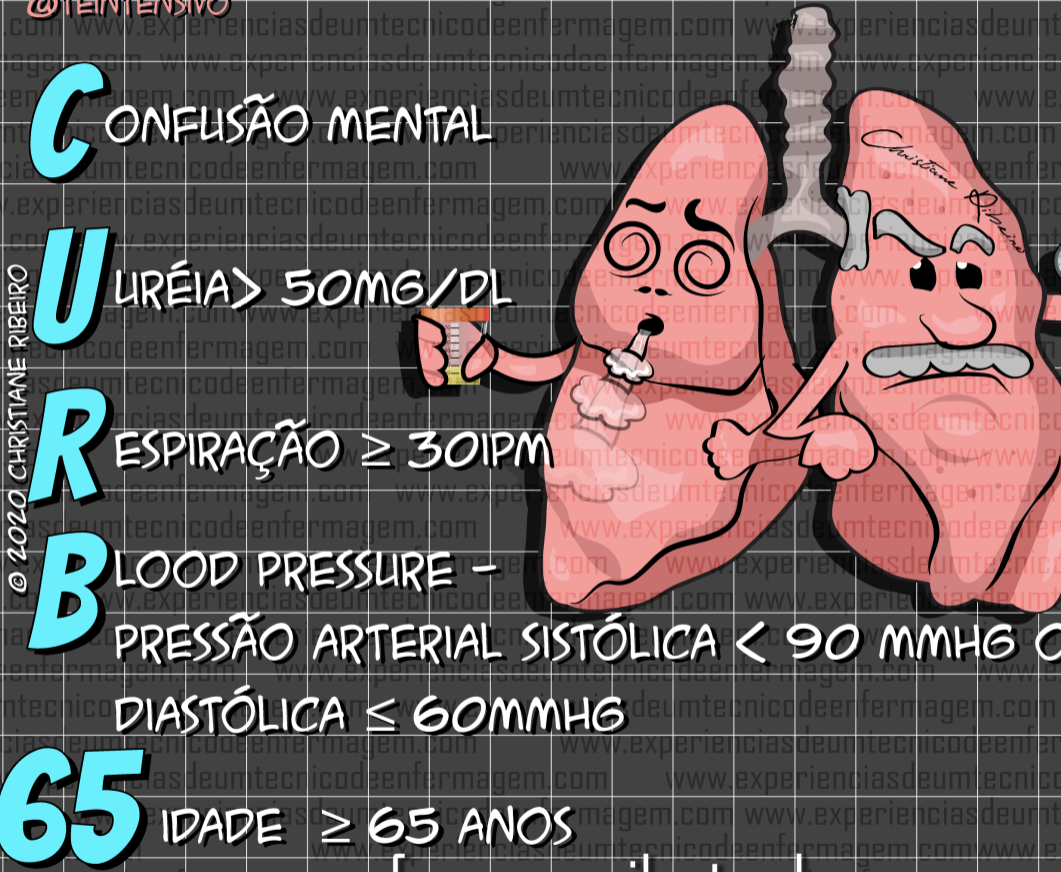 @TEINTENSIVO
CONFUSÃO MENTAL
U URÉIA> 50MG/DL
RESPIRAÇÃO ≥ 30IPM
BLOOD PRESSURE -
PRESSÃO ARTERIAL SISTÓLICA < 90 MMHG
DIASTÓLICA ≤ 60MMHG
65 IDADE ≥ 65 ANOS
© 2020 CHRISTIANE RIBEIRO
Christiane Ribeiro
www.experienciasdeumtecnicodeenfermagem.com